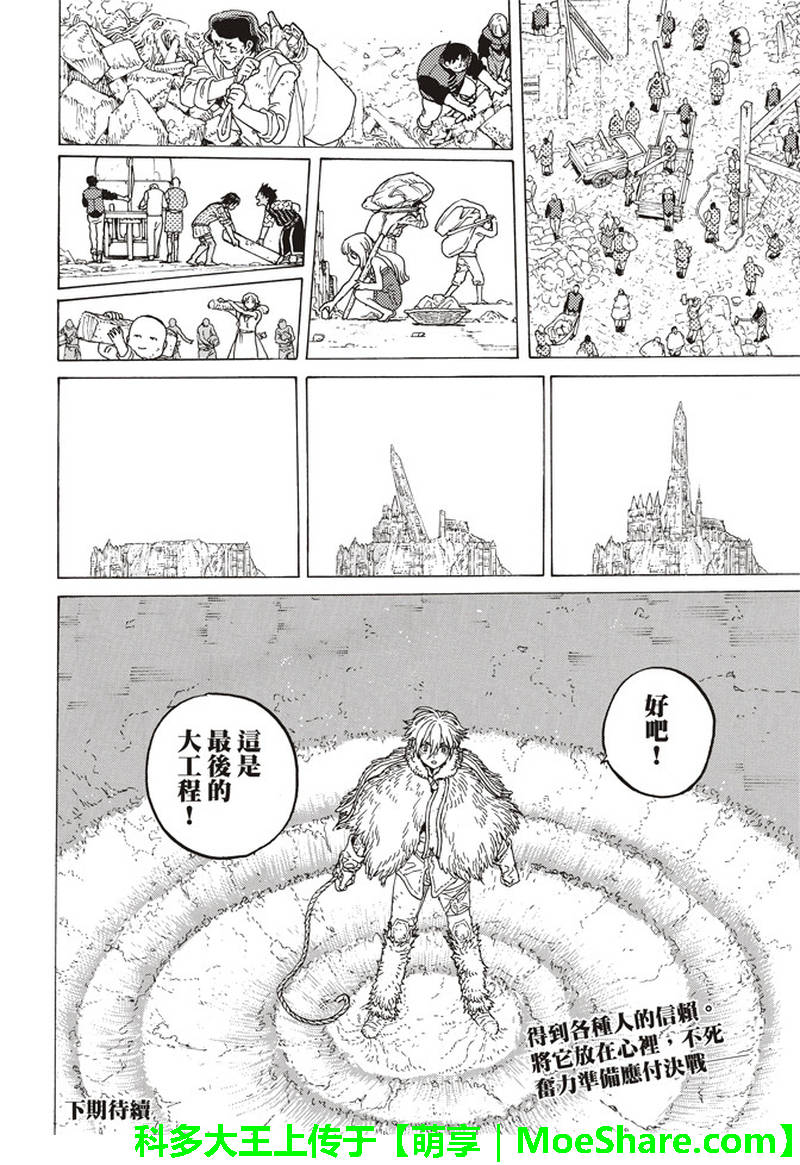 好吧！
這是
最後的
大工程！
得到各種人的信賴。
將它放在心裡，不死
奮力準備應付決戰
下期待續
科多大王上传于【萌享】MoeShare.com